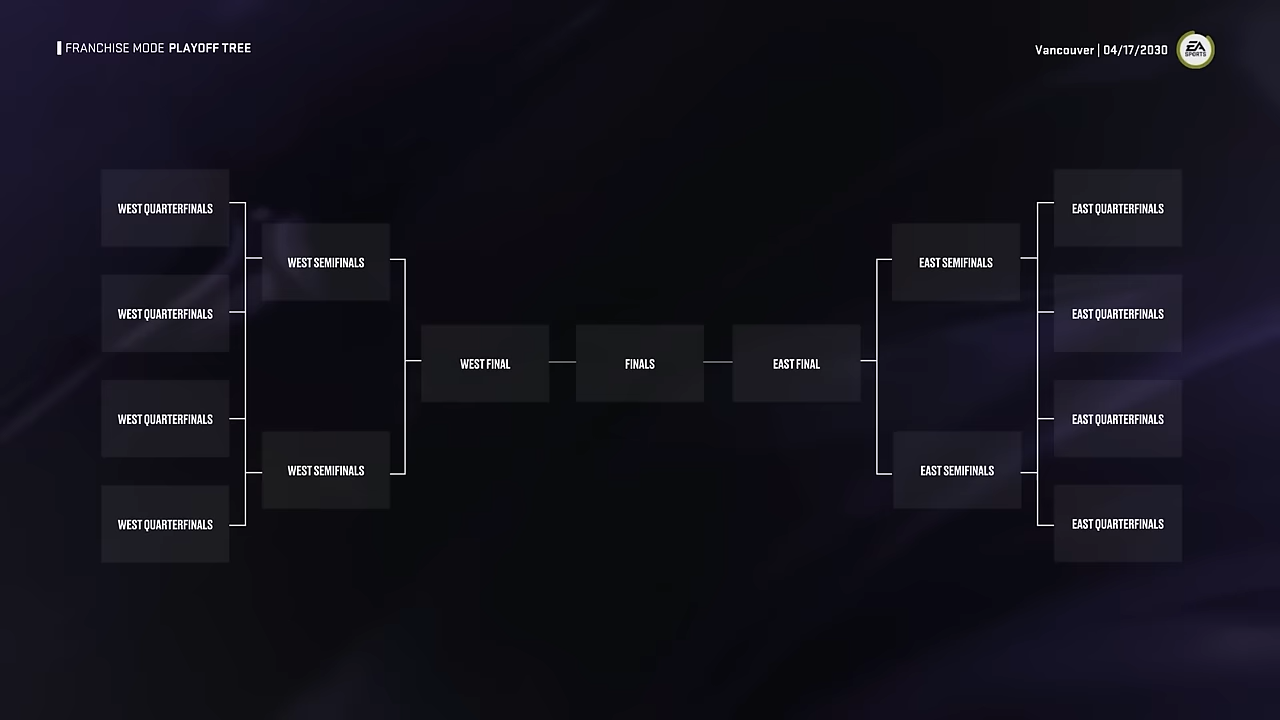 FRANCHISE MODE PLAYOFF TREE
Vancouver | 04/17/2030
EA
SPORTS
WEST QUARTERFINALS
WEST QUARTERFINALS
WEST QUARTERFINALS
WEST QUARTERFINALS
WEST SEMIFINALS
WEST SEMIFINALS
WEST FINAL
FINALS
EAST FINAL
EAST SEMIFINALS
EAST SEMIFINALS
EAST QUARTERFINALS
EAST QUARTERFINALS
EAST QUARTERFINALS
EAST QUARTERFINALS